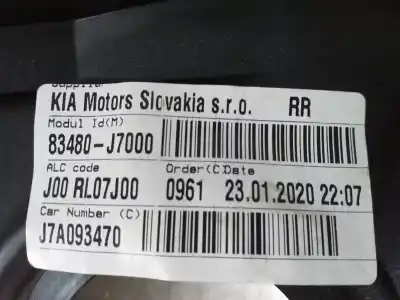 Supplier
KIA Motors Slovakia s.r.o. RR
Modul Id(M)
83480-J7000
ALC code Order(C) Date
J00 RL07J00 0961 23.01.2020 22:07
Car Number (C)
J7A093470